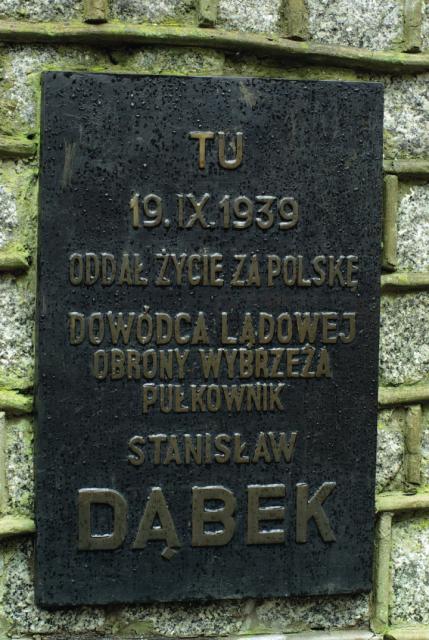 TU
19.IX.1939
ODDAŁ ŻYCIE ZA POLSKĘ
DOWÓDCA LĄDOWEJ
OBRONY WYBRZEŻA
PUŁKOWNIK
STANISŁAW
DĄBEK